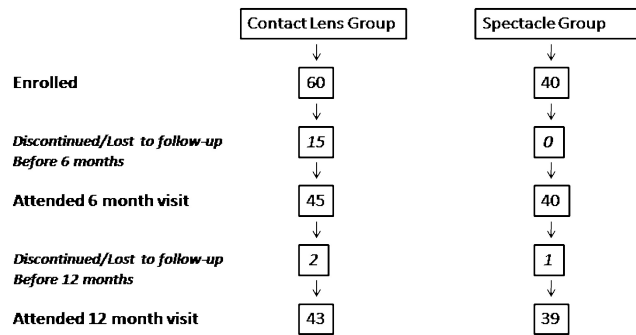 Contact Lens Group Spectacle Group
Enrolled 60 40
Discontinued/Lost to follow-up 15 0
Before 6 months
Attended 6 month visit 45 40
Discontinued/Lost to follow-up 2 1
Before 12 months
Attended 12 month visit 43 39